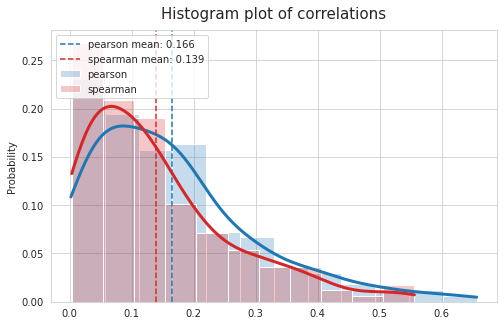 Histogram plot of correlations
pearson mean: 0.166
spearman mean: 0.139
pearson
spearman
Probability
0.25
0.20
0.15
0.10
0.05
0.00
0.0 0.1 0.2 0.3 0.4 0.5 0.6